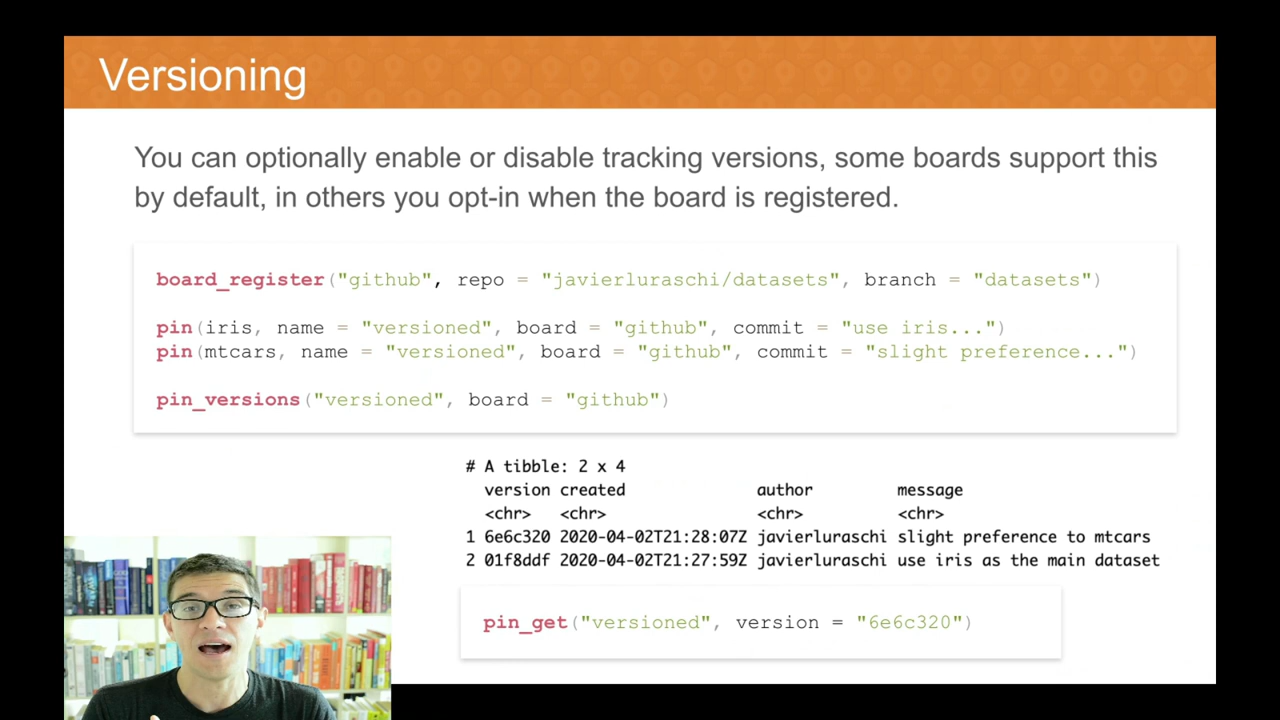 Versioning
You can optionally enable or disable tracking versions, some boards support this
by default, in others you opt-in when the board is registered.
board_register("github", repo = "javierluraschi/datasets", branch = "datasets")
pin(iris, name = "versioned", board = "github", commit = "use iris...")
pin(mtcars, name = "versioned", board = "github", commit = "slight preference...")
pin_versions("versioned", board = "github")
# A tibble: 2 x 4
version created author message
<chr> <chr> <chr> <chr>
1 6e6c320 2020-04-02T21:28:07Z javierluraschi slight preference to mtcars
2 01f8ddf 2020-04-02T21:27:59Z javierluraschi use iris as the main dataset
pin_get("versioned", version = "6e6c320")